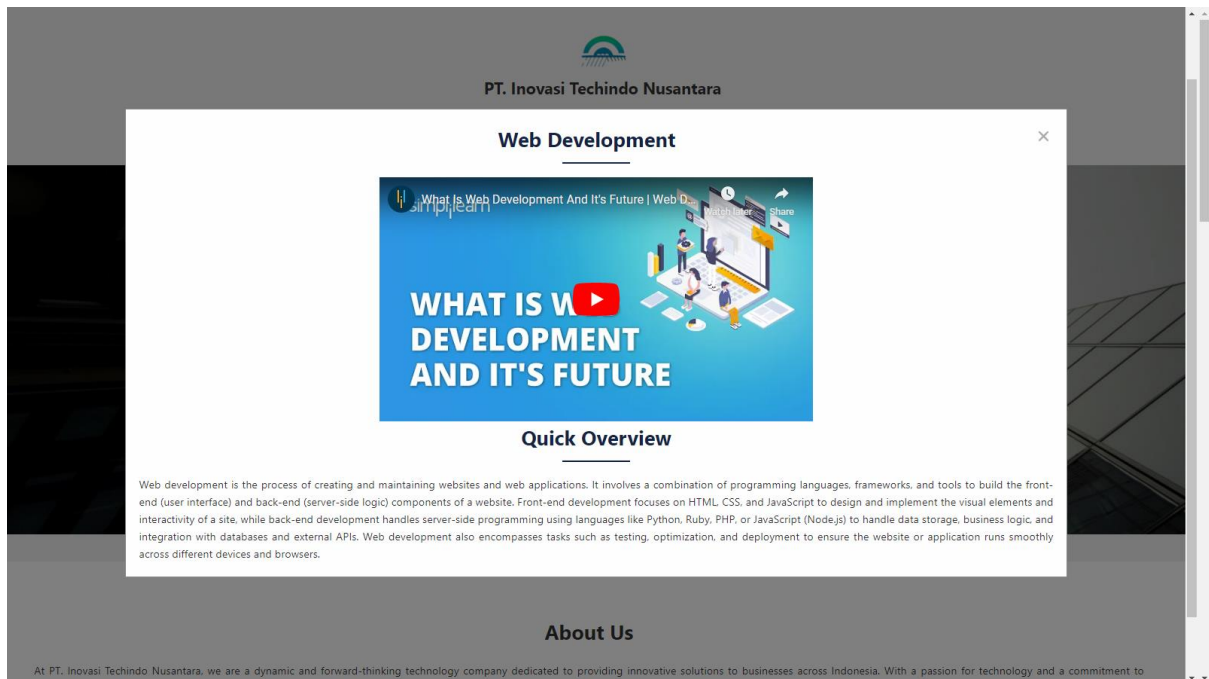 PT. Inovasi Techindo Nusantara
Web Development
×
simplilearn
What Is Web Development And It's Future | Web D...
Watch later
Share
WHAT IS W
DEVELOPMENT
AND IT'S FUTURE
Quick Overview
Web development is the process of creating and maintaining websites and web applications. It involves a combination of programming languages, frameworks, and tools to build the front-
end (user interface) and back-end (server-side logic) components of a website. Front-end development focuses on HTML, CSS, and JavaScript to design and implement the visual elements and
interactivity of a site, while back-end development handles server-side programming using languages like Python, Ruby, PHP, or JavaScript (Node.js) to handle data storage, business logic, and
integration with databases and external APIs. Web development also encompasses tasks such as testing, optimization, and deployment to ensure the website or application runs smoothly
across different devices and browsers.
About Us
At PT. Inovasi Techindo Nusantara, we are a dynamic and forward-thinking technology company dedicated to providing innovative solutions to businesses across Indonesia. With a passion for technology and a commitment to